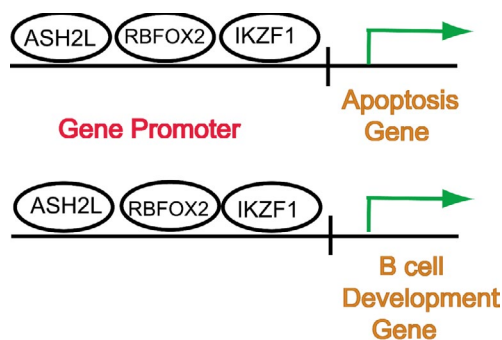 ASH2L RBFOX2 IKZF1
Apoptosis
Gene
Gene Promoter
ASH2L RBFOX2 IKZF1
B cell
Development
Gene